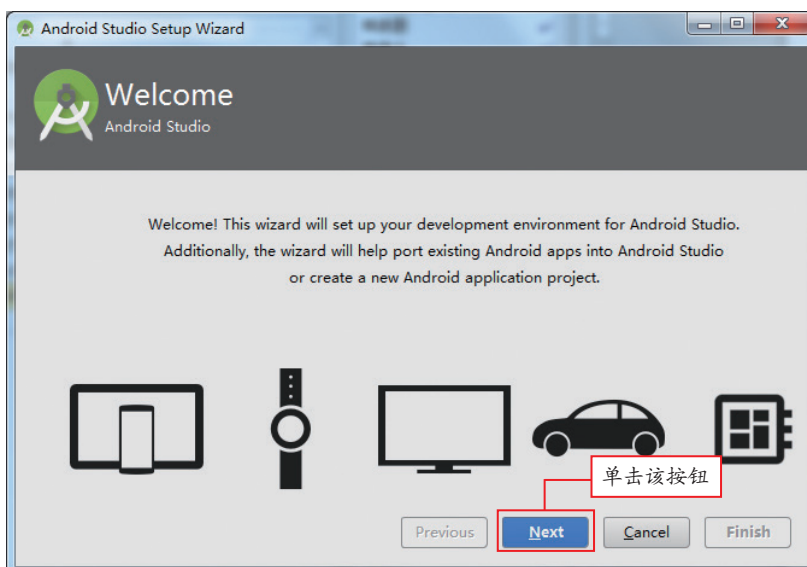 Android Studio Setup Wizard
Welcome
Android Studio
Welcome! This wizard will set up your development environment for Android Studio.
Additionally, the wizard will help port existing Android apps into Android Studio
or create a new Android application project.
单击该按钮
Previous Next Cancel Finish